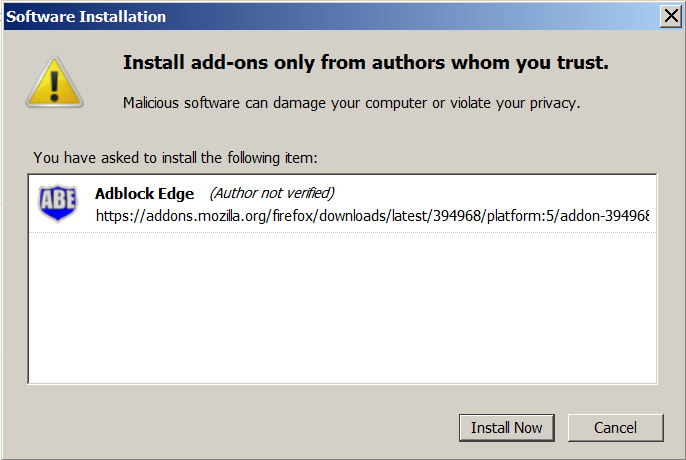 Software Installation
Install add-ons only from authors whom you trust.
Malicious software can damage your computer or violate your privacy.
You have asked to install the following item:
ABE
Adblock Edge (Author not verified)
https://addons.mozilla.org/firefox/downloads/latest/394968/platform:5/addon-394968
Install Now
Cancel